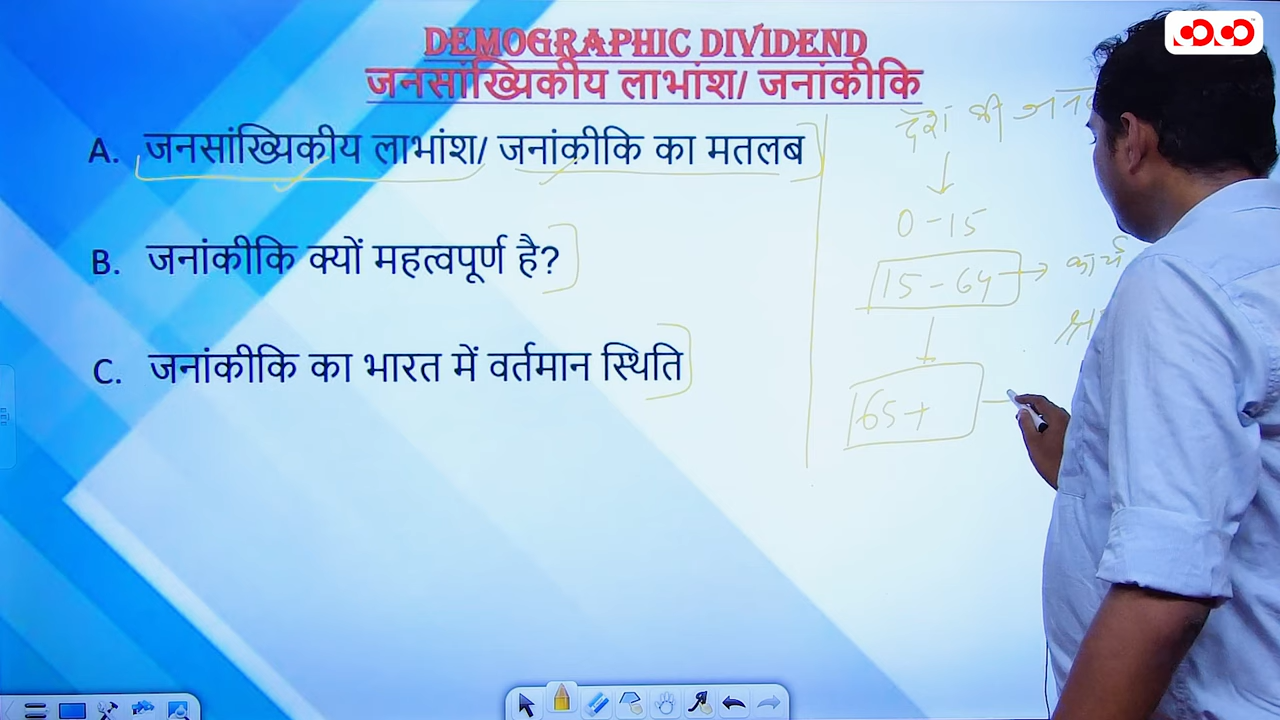 DEMOGRAPHIC DIVIDEND
जनसांख्यिकीय लाभांश/ जनांकीकि
A. जनसांख्यिकीय लाभांश/ जनांकीकि का मतलब
B. जनांकीकि क्यों महत्वपूर्ण है?
C. जनांकीकि का भारत में वर्तमान स्थिति
देश की
0-15
15-64 → कार्य
65+